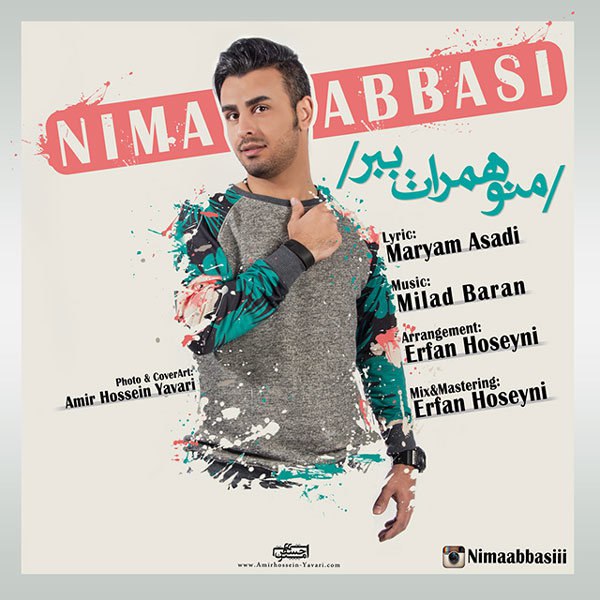 NIMA ABBASI
/منو همرات ببر/
Lyric:
Maryam Asadi
Music:
Milad Baran
Arrangement:
Erfan Hoseyni
Mix&Mastering:
Erfan Hoseyni
Photo & CoverArt:
Amir Hossein Yavari
www.Amirhossein-Yavari.com
Nimaabbasiii